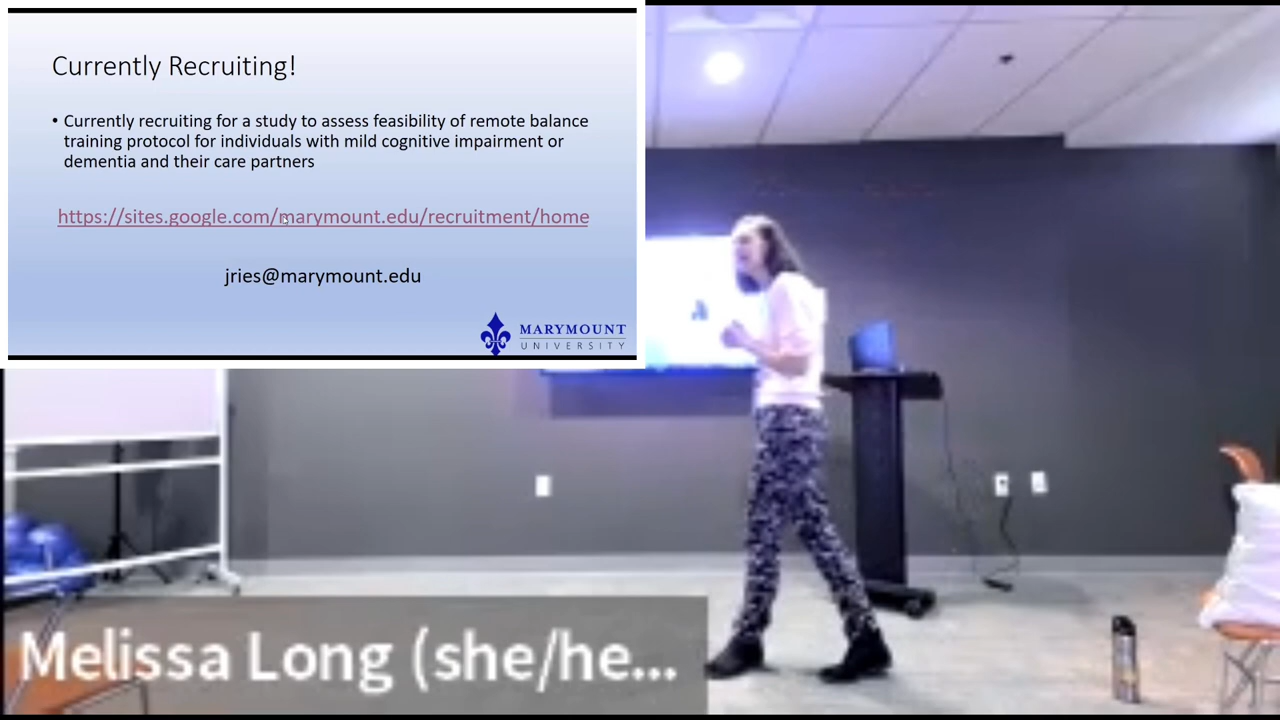 Currently Recruiting!
• Currently recruiting for a study to assess feasibility of remote balance
training protocol for individuals with mild cognitive impairment or
dementia and their care partners
https://sites.google.com/marymount.edu/recruitment/home
jries@marymount.edu
MARYMOUNT
UNIVERSITY
Melissa Long (she/he...